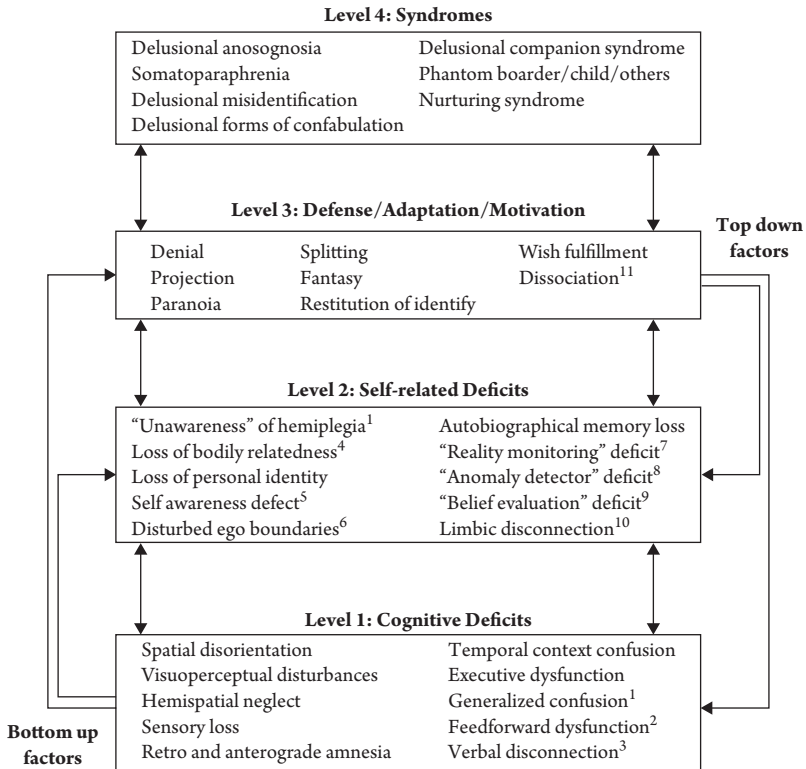 Level 4: Syndromes
Delusional anosognosia
Somatoparaphrenia
Delusional misidentification
Delusional forms of confabulation
Delusional companion syndrome
Phantom boarder/child/others
Nurturing syndrome
Level 3: Defense/Adaptation/Motivation
Denial
Projection
Paranoia
Splitting
Fantasy
Restitution of identify
Wish fulfillment
Dissociation¹¹
Top down
factors
Level 2: Self-related Deficits
“Unawareness” of hemiplegia¹
Loss of bodily relatedness⁴
Loss of personal identity
Self awareness defect⁵
Disturbed ego boundaries⁶
Autobiographical memory loss
“Reality monitoring” deficit⁷
“Anomaly detector” deficit⁸
“Belief evaluation” deficit⁹
Limbic disconnection¹⁰
Level 1: Cognitive Deficits
Spatial disorientation
Visuoperceptual disturbances
Hemispatial neglect
Sensory loss
Retro and anterograde amnesia
Temporal context confusion
Executive dysfunction
Generalized confusion¹
Feedforward dysfunction²
Verbal disconnection³
Bottom up
factors